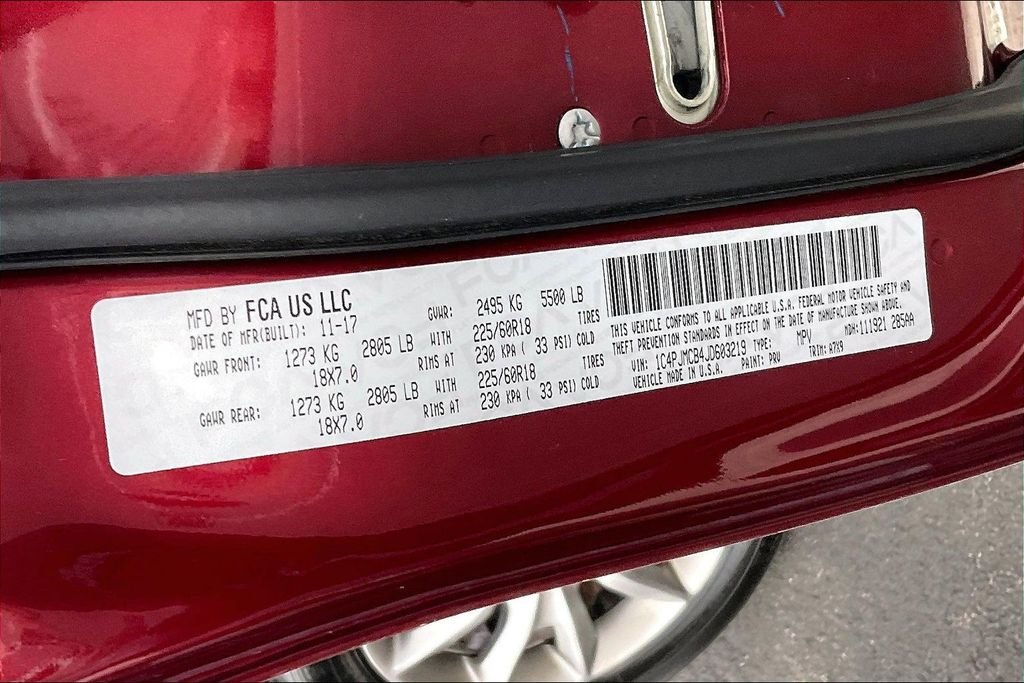 MFD BY FCA US LLC
DATE OF MFR(BUILT): 11-17
GVWR: 2495 KG 5500 LB
GAWR FRONT: 1273 KG 2805 LB WITH 225/60R18 TIRES
18X7.0 RIMS AT 230 KPA ( 33 PSI) COLD
GAWR REAR: 1273 KG 2805 LB WITH 225/60R18 TIRES
18X7.0 RIMS AT 230 KPA ( 33 PSI) COLD
THIS VEHICLE CONFORMS TO ALL APPLICABLE U.S.A. FEDERAL MOTOR VEHICLE SAFETY AND
THEFT PREVENTION STANDARDS IN EFFECT ON THE DATE OF MANUFACTURE SHOWN ABOVE.
VIN: 1C4PJMCB4JD603219 TYPE: MPV MDH: 111921 285AA
VEHICLE MADE IN U.S.A. PAINT: PRV TRIM: A7X9